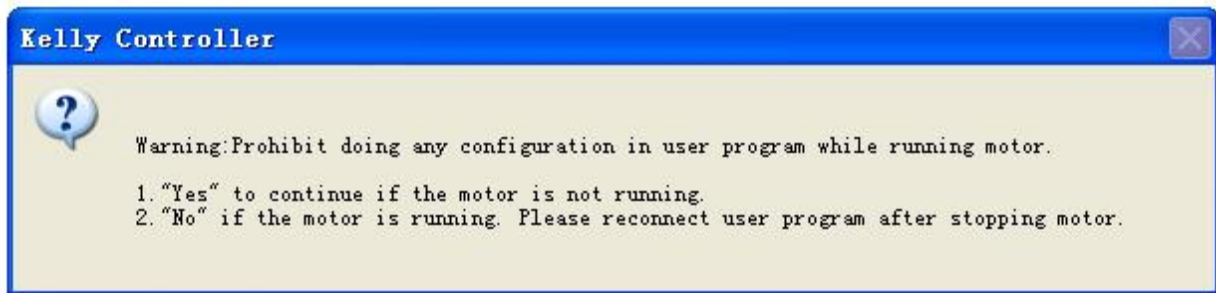 Kelly Controller
?
Warning:Prohibit doing any configuration in user program while running motor.
1."Yes" to continue if the motor is not running.
2."No" if the motor is running. Please reconnect user program after stopping motor.